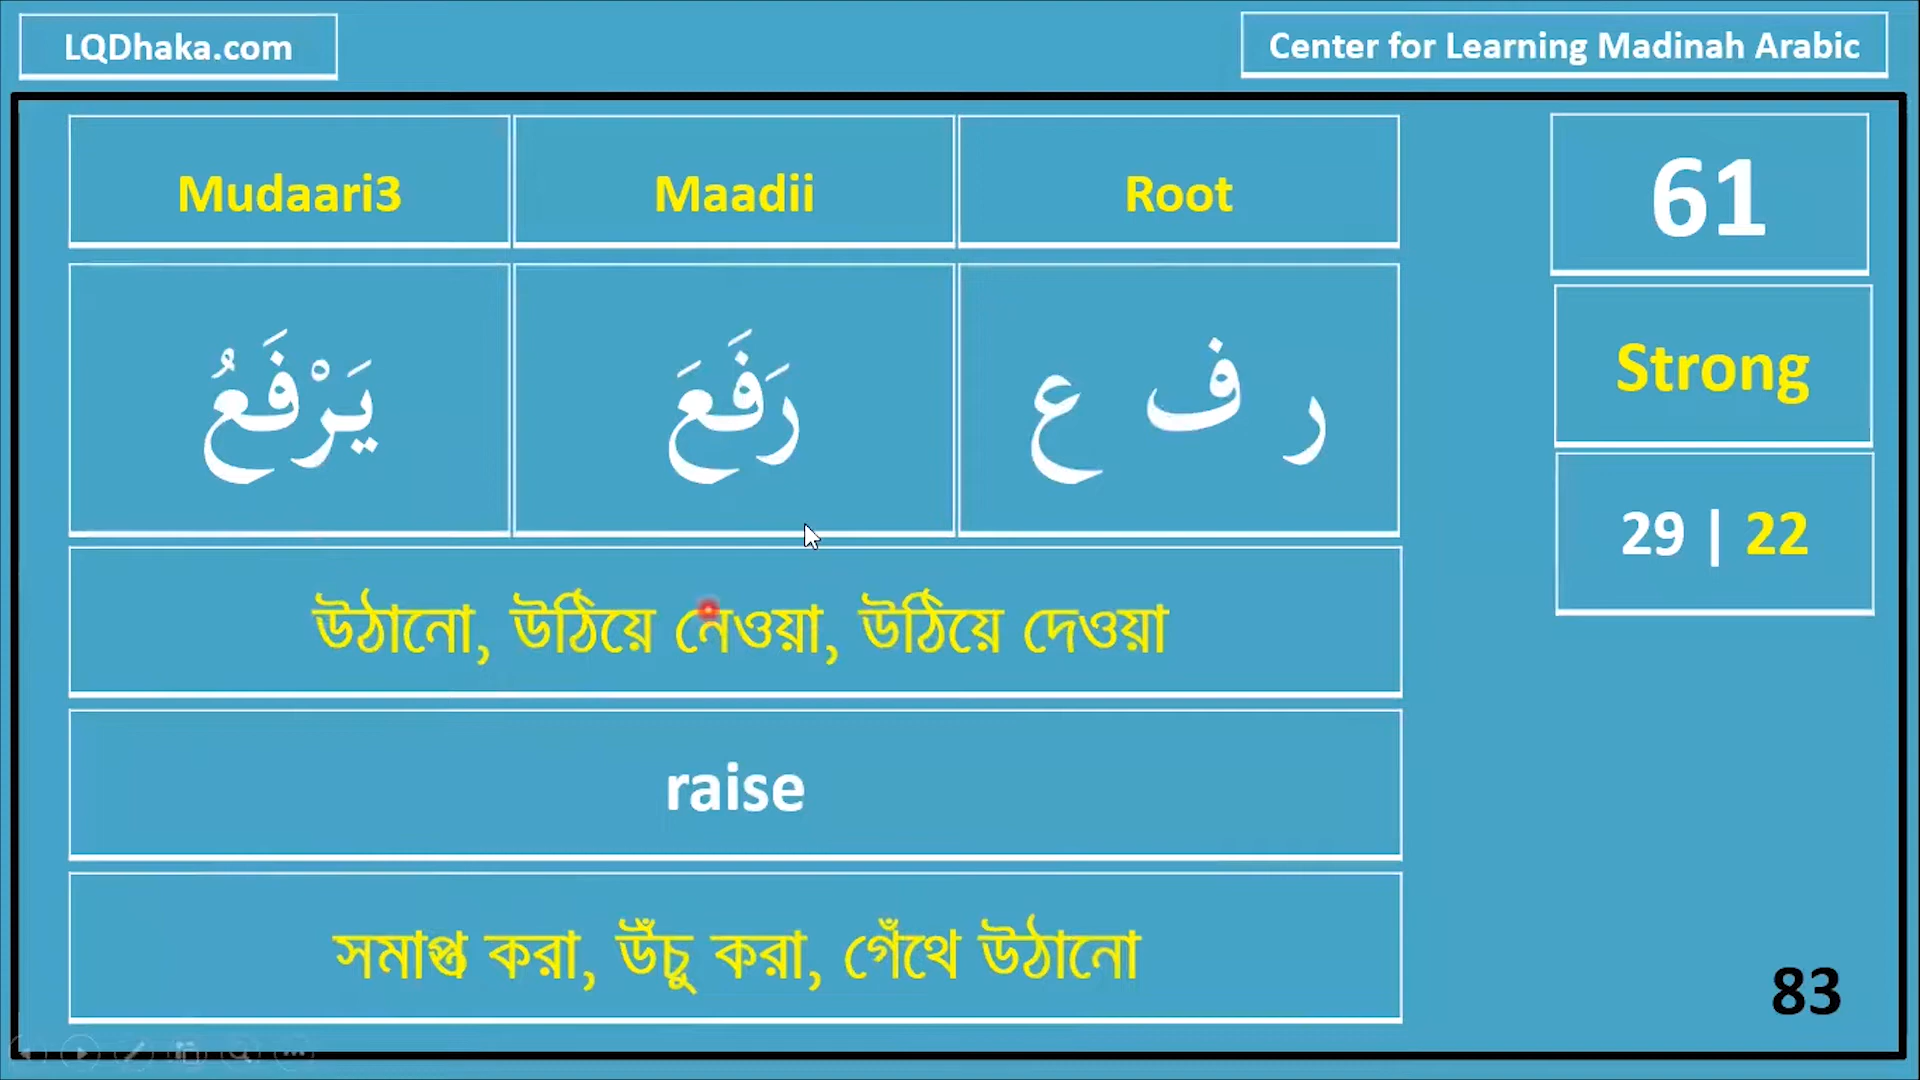 LQDhaka.com
Center for Learning Madinah Arabic
Mudaari3
Maadii
Root
61
يَرْفَعُ
رَفَعَ
ر ف ع
Strong
29 | 22
উঠানো, উঠিয়ে নেওয়া, উঠিয়ে দেওয়া
raise
সমাপ্ত করা, উঁচু করা, গেঁথে উঠানো
83